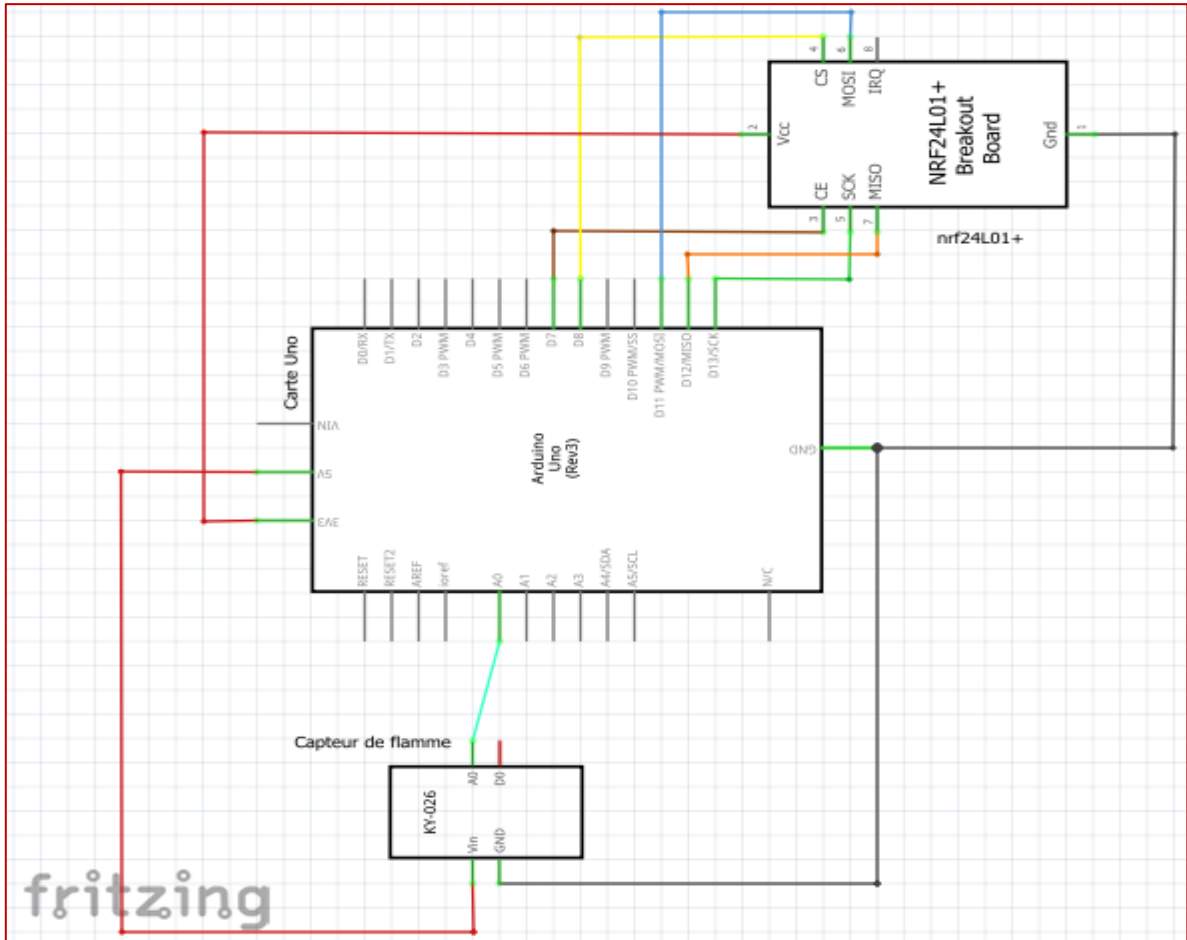 4
6
8
CS
MOSI
IRQ
2
Vcc
NRF24L01+
Breakout
Board
Gnd
1
CE
SCK
MISO
3
5
7
nrf24L01+
D0/RX
D1/TX
D2
D3 PWM
D4
D5 PWM
D6 PWM
D7
D8
D9 PWM
D10 PWM/SS
D11 PWM/MOSI
D12/MISO
D13/SCK
Carte Uno
VIN
5V
3V3
Arduino
Uno
(Rev3)
GND
RESET
RESET2
AREF
ioref
A0
A1
A2
A3
A4/SDA
A5/SCL
N/C
Capteur de flamme
A0
D0
KY-026
Vin
GND
fritzing